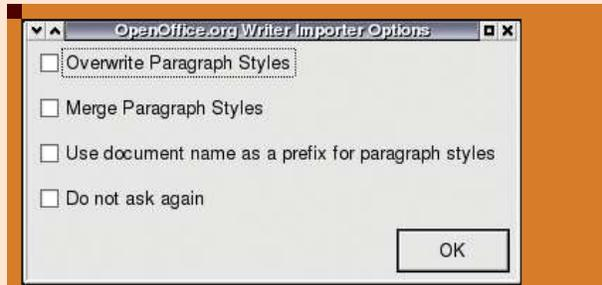 OpenOffice.org Writer Importer Options
Overwrite Paragraph Styles
Merge Paragraph Styles
Use document name as a prefix for paragraph styles
Do not ask again
OK